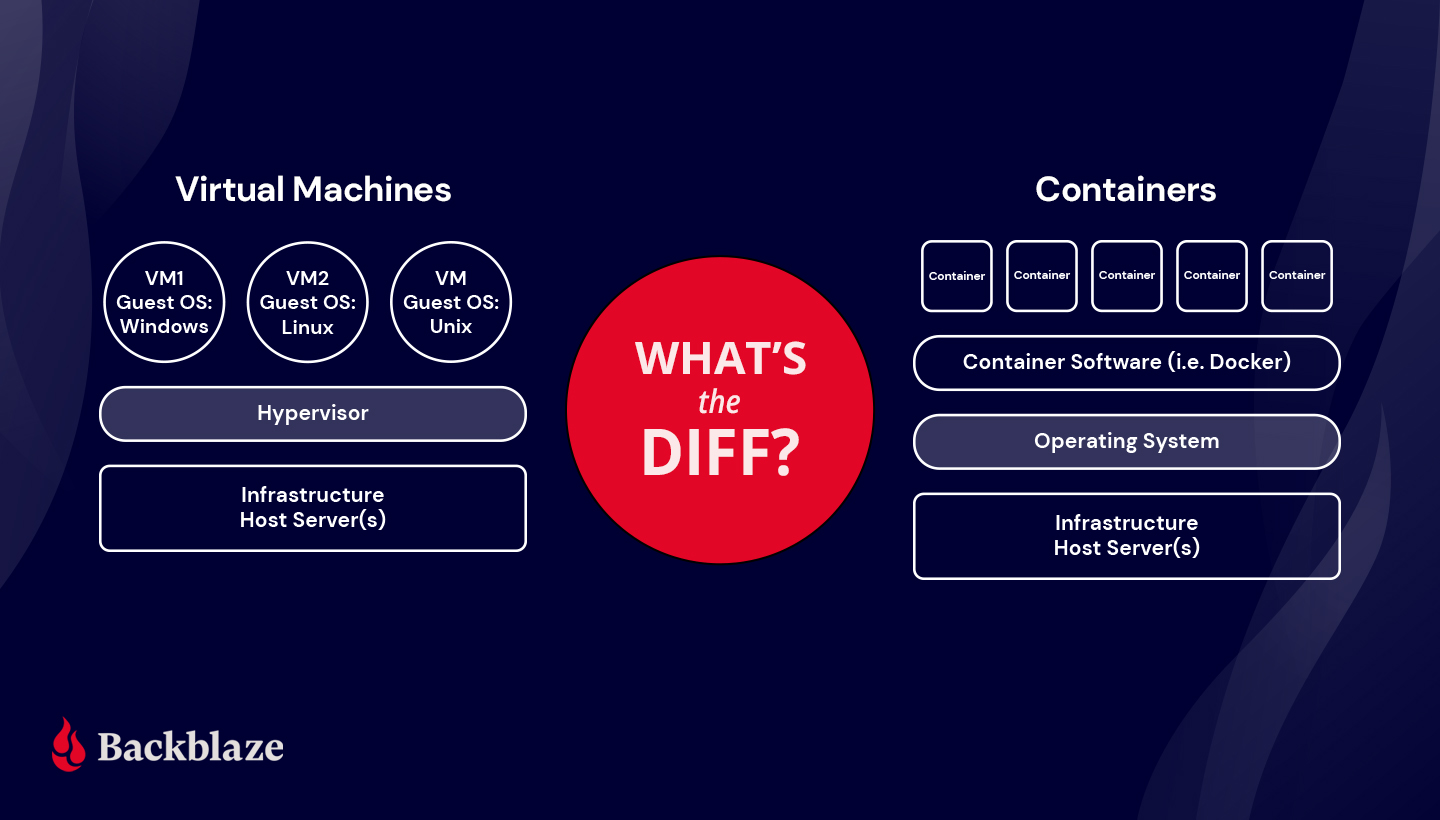 Virtual Machines
VM1
Guest OS:
Windows
VM2
Guest OS:
Linux
VM
Guest OS:
Unix
Hypervisor
Infrastructure
Host Server(s)
WHAT'S
the
DIFF?
Containers
Container
Container
Container
Container
Container
Container Software (i.e. Docker)
Operating System
Infrastructure
Host Server(s)
Backblaze